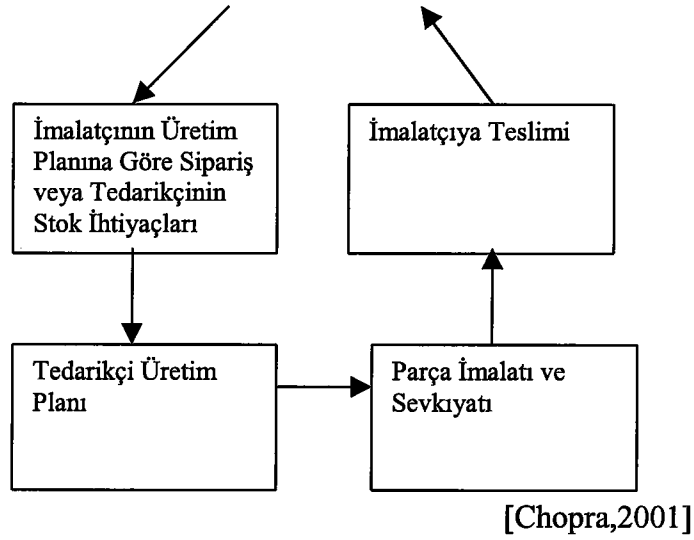 İmalatçının Üretim
Planına Göre Sipariş
veya Tedarikçinin
Stok İhtiyaçları
İmalatçıya Teslimi
Tedarikçi Üretim
Planı
Parça İmalatı ve
Sevkıyatı
[Chopra,2001]